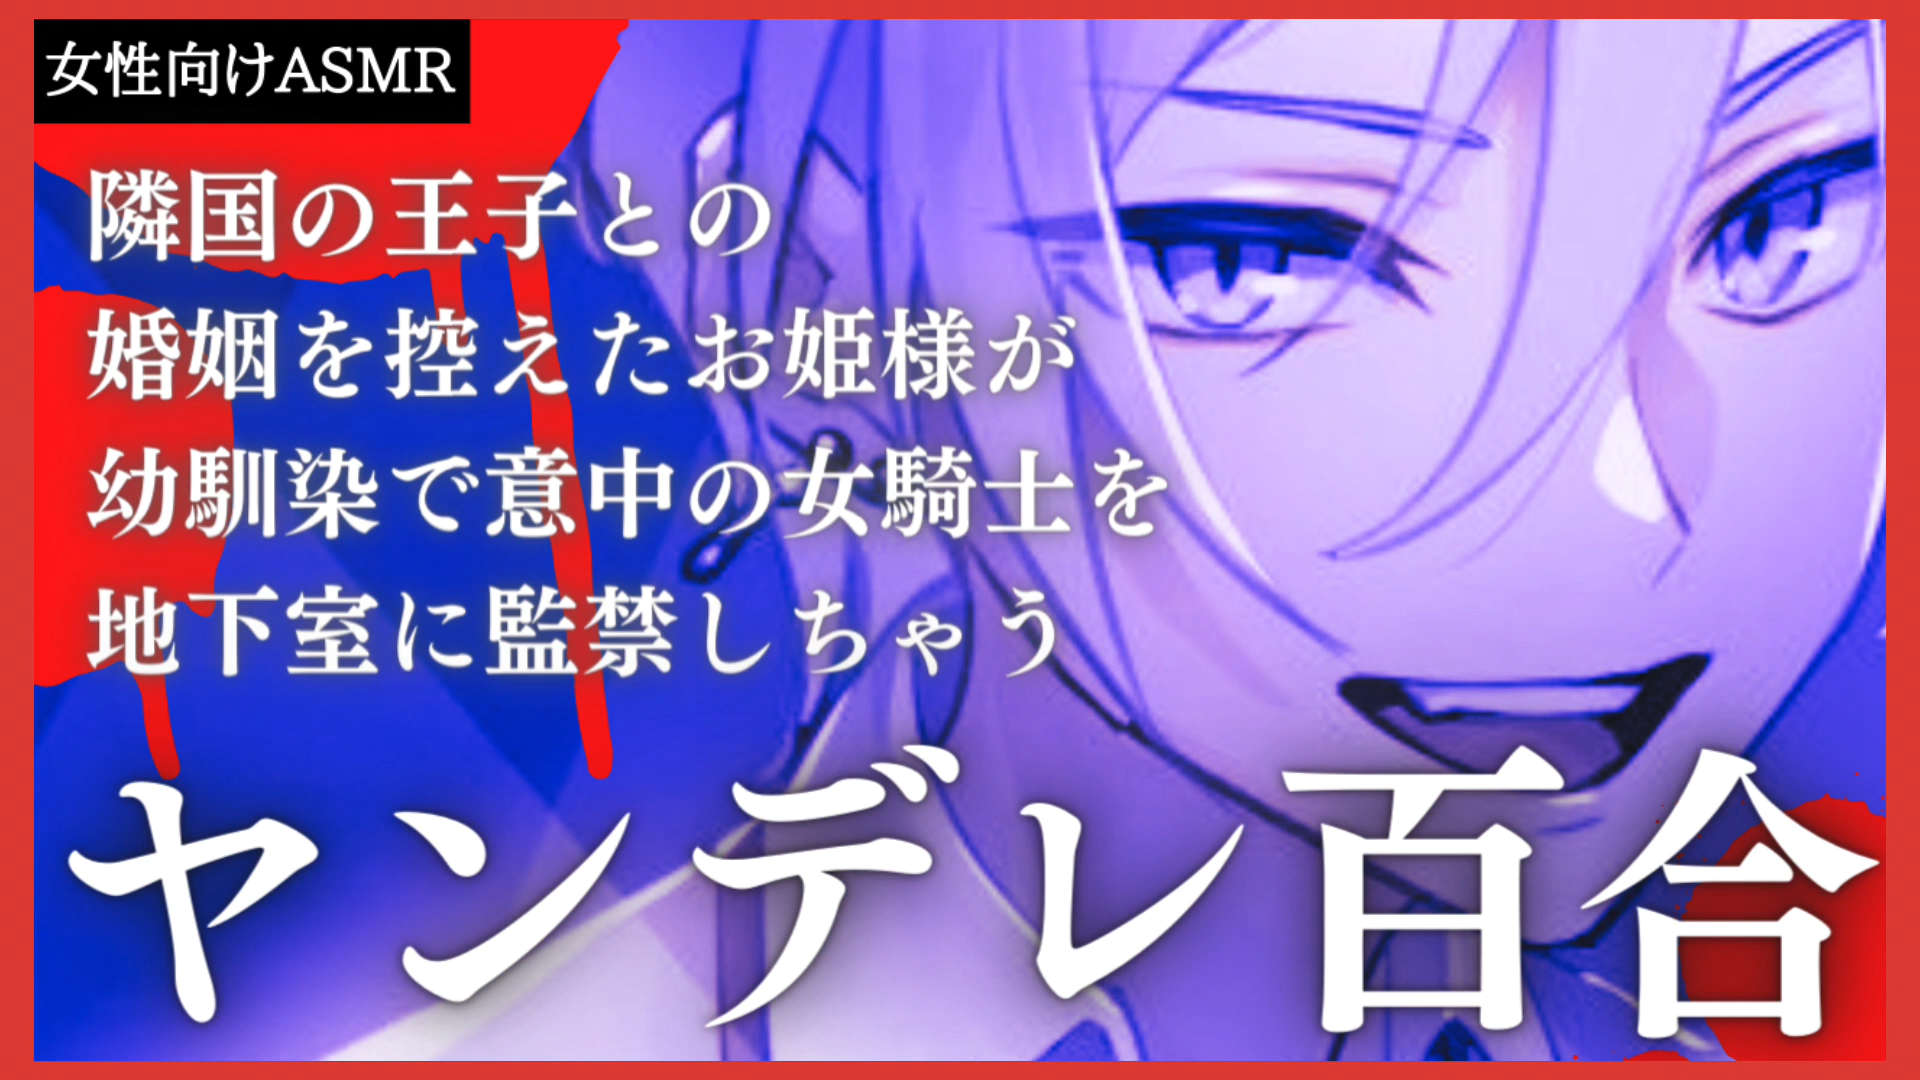 女性向けASMR
隣国の王子との
婚姻を控えたお姫様が
幼馴染で意中の女騎士を
地下室に監禁しちゃう
ヤンデレ百合